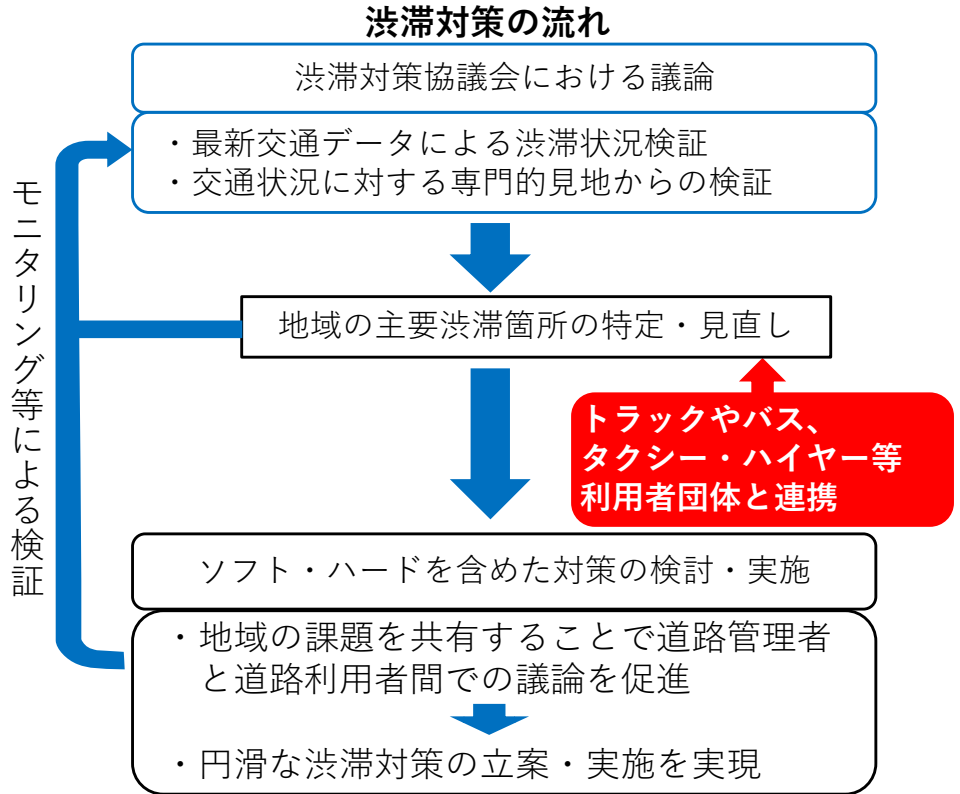 渋滞対策の流れ
渋滞対策協議会における議論
・最新交通データによる渋滞状況検証
・交通状況に対する専門的見地からの検証
モニタリング等による検証
地域の主要渋滞箇所の特定・見直し
トラックやバス、
タクシー・ハイヤー等
利用者団体と連携
ソフト・ハードを含めた対策の検討・実施
・地域の課題を共有することで道路管理者
と道路利用者間での議論を促進
・円滑な渋滞対策の立案・実施を実現